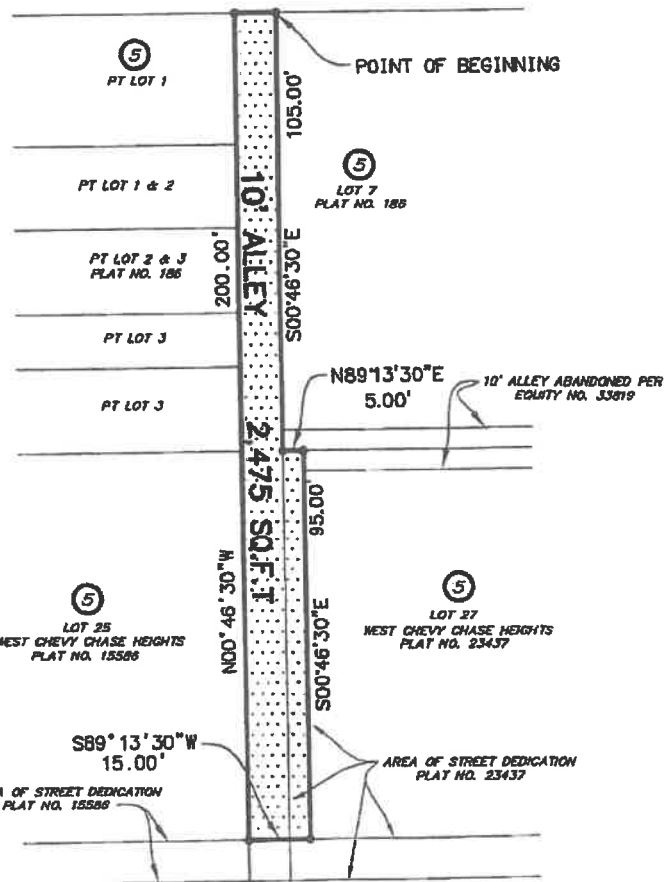 5
PT LOT 1
POINT OF BEGINNING
105.00'
5
LOT 7
PLAT NO. 186
PT LOT 1 & 2
10' ALLEY
PT LOT 2 & 3
PLAT NO. 186
200.00'
S00°46'30"E
PT LOT 3
PT LOT 3
N89°13'30"E
5.00'
10' ALLEY ABANDONED PER
EQUITY NO. 33819
2,475 SQ.F.T
95.00'
5
LOT 25
WEST CHEVY CHASE HEIGHTS
PLAT NO. 15586
N00°46'30"W
S00°46'30"E
5
LOT 27
WEST CHEVY CHASE HEIGHTS
PLAT NO. 23437
S89°13'30"W
15.00'
AREA OF STREET DEDICATION
PLAT NO. 23437
A OF STREET DEDICATION
PLAT NO. 15586